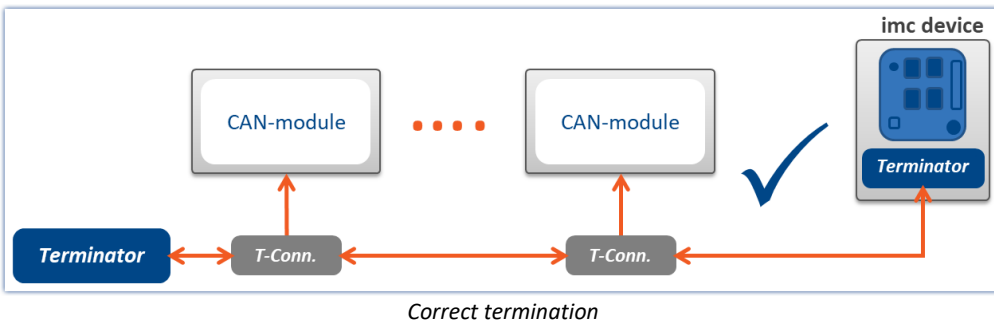 imc device
CAN-module
CAN-module
Terminator
Terminator
T-Conn.
T-Conn.
Correct termination